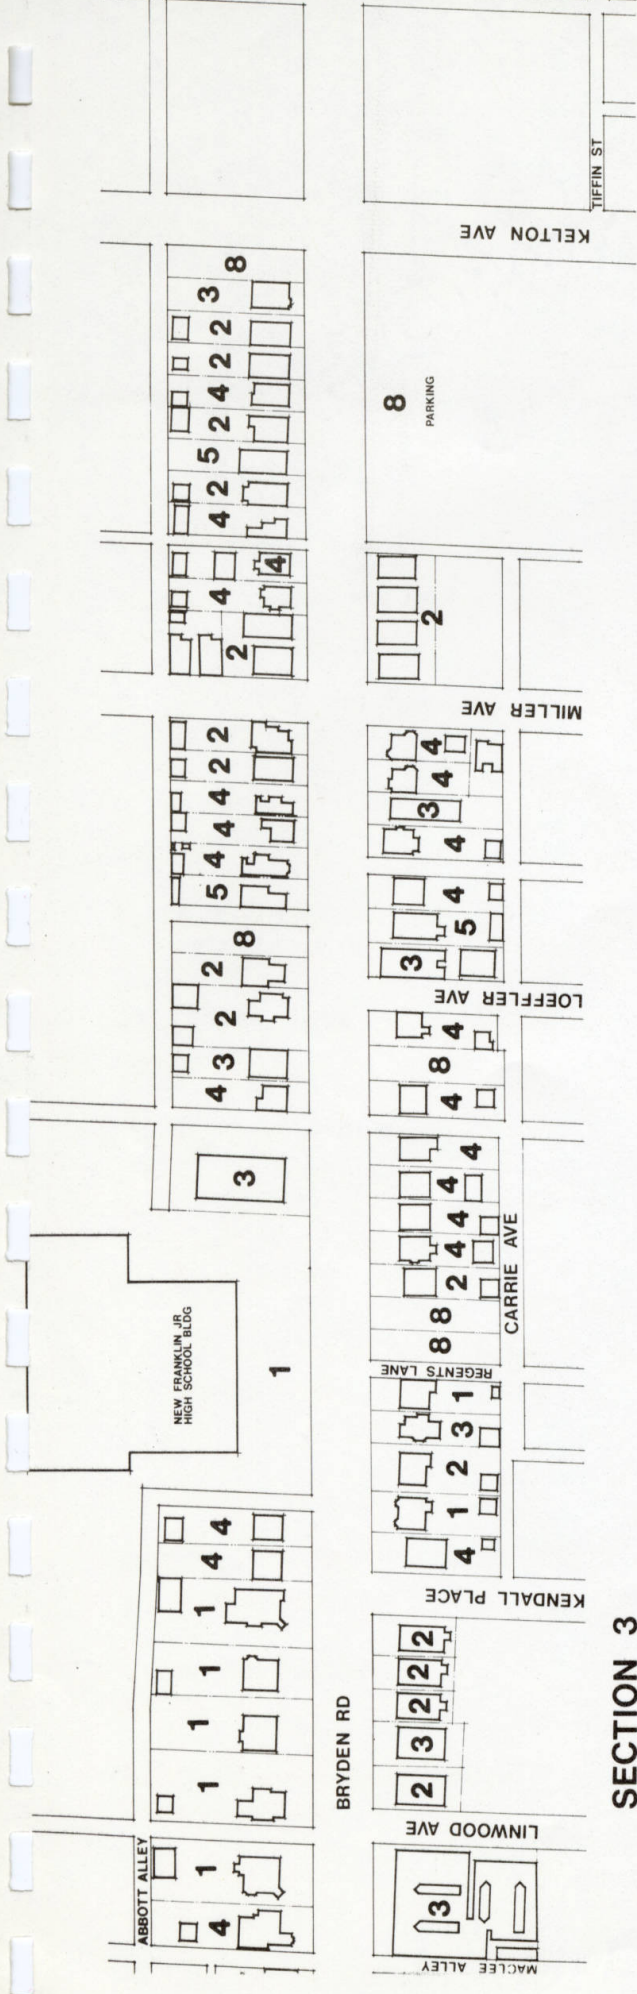 ABBOTT ALLEY
4 1
1 1 1 1 4 4
NEW FRANKLIN JR
HIGH SCHOOL BLDG
1
3
4 3 2 2 8
5 4 4 4 2 2
2 4 4
4 2 5 2 4 2 2 3 8
BRYDEN RD
MACLEE ALLEY
3
LINWOOD AVE
2 3 2 2 2
KENDALL PLACE
4 1 2 3 1
REGENTS LANE
8 8 2 4 4 4 4
CARRIE AVE
4 8 4
LOEFFLER AVE
3 5 4
4 3 4 4
MILLER AVE
2
8
PARKING
KELTON AVE
TIFFIN ST
SECTION 3